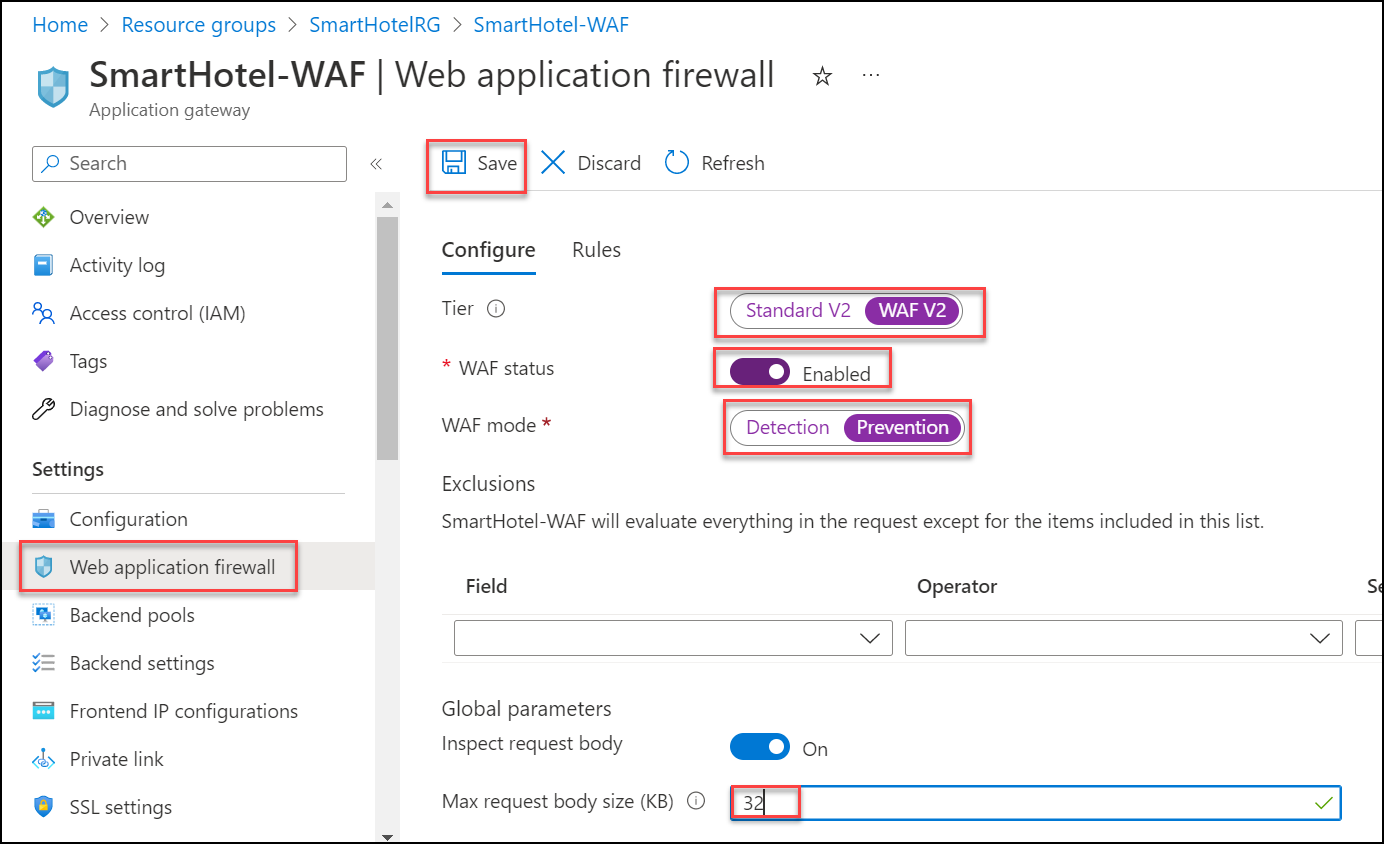 Home > Resource groups > SmartHotelRG > SmartHotel-WAF
SmartHotel-WAF | Web application firewall
Application gateway
Search
Overview
Activity log
Access control (IAM)
Tags
Diagnose and solve problems
Settings
Configuration
Web application firewall
Backend pools
Backend settings
Frontend IP configurations
Private link
SSL settings
Save Discard Refresh
Configure Rules
Tier Standard V2 WAF V2
* WAF status Enabled
WAF mode * Detection Prevention
Exclusions
SmartHotel-WAF will evaluate everything in the request except for the items included in this list.
Field Operator
Global parameters
Inspect request body On
Max request body size (KB) 32